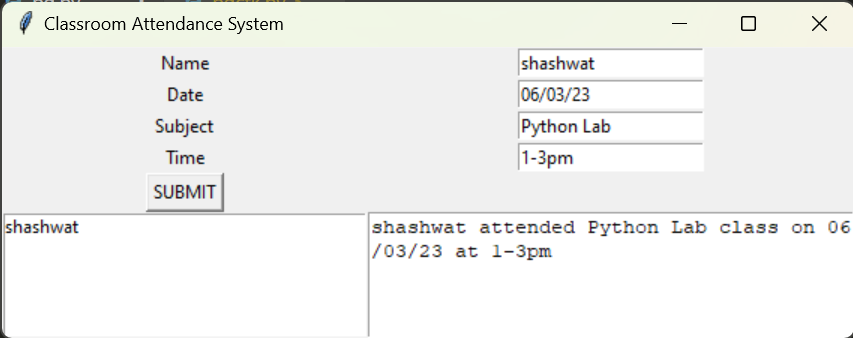 Classroom Attendance System
Name shashwat
Date 06/03/23
Subject Python Lab
Time 1-3pm
SUBMIT
shashwat
shashwat attended Python Lab class on 06
/03/23 at 1-3pm